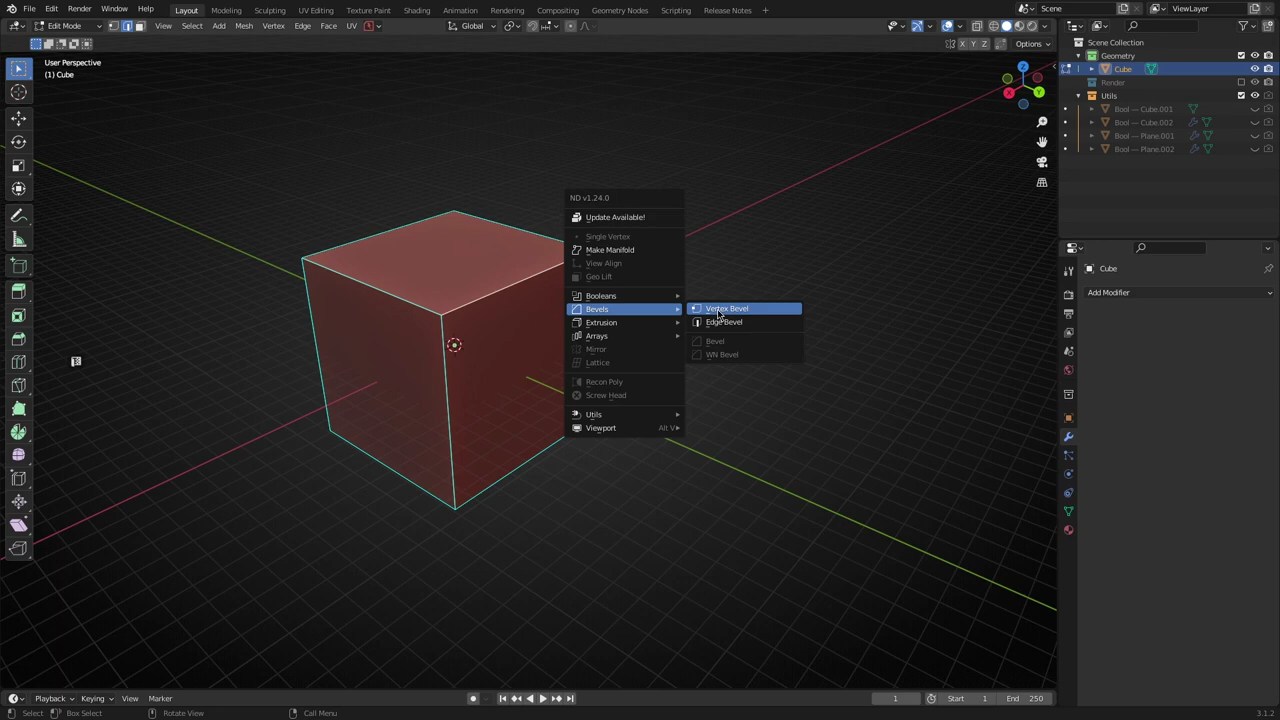 File Edit Render Window Help Layout Modeling Sculpting UV Editing Texture Paint Shading Animation Rendering Compositing Geometry Nodes Scripting Release Notes + Scene ViewLayer
Edit Mode View Select Add Mesh Vertex Edge Face UV Global
X Y Z Options
User Perspective
(1) Cube
Z
X Y
Scene Collection
Geometry
Cube
Render
Utils
Bool — Cube.001
Bool — Cube.002
Bool — Plane.001
Bool — Plane.002
Cube
Add Modifier
ND v1.24.0
Update Available!
Single Vertex
Make Manifold
View Align
Geo Lift
Booleans
Bevels
Extrusion
Arrays
Mirror
Lattice
Recon Poly
Screw Head
Utils
Viewport Alt V
Vertex Bevel
Edge Bevel
Bevel
WN Bevel
Playback Keying View Marker 1 Start 1 End 250
Select Box Select Rotate View Call Menu 3.1.2